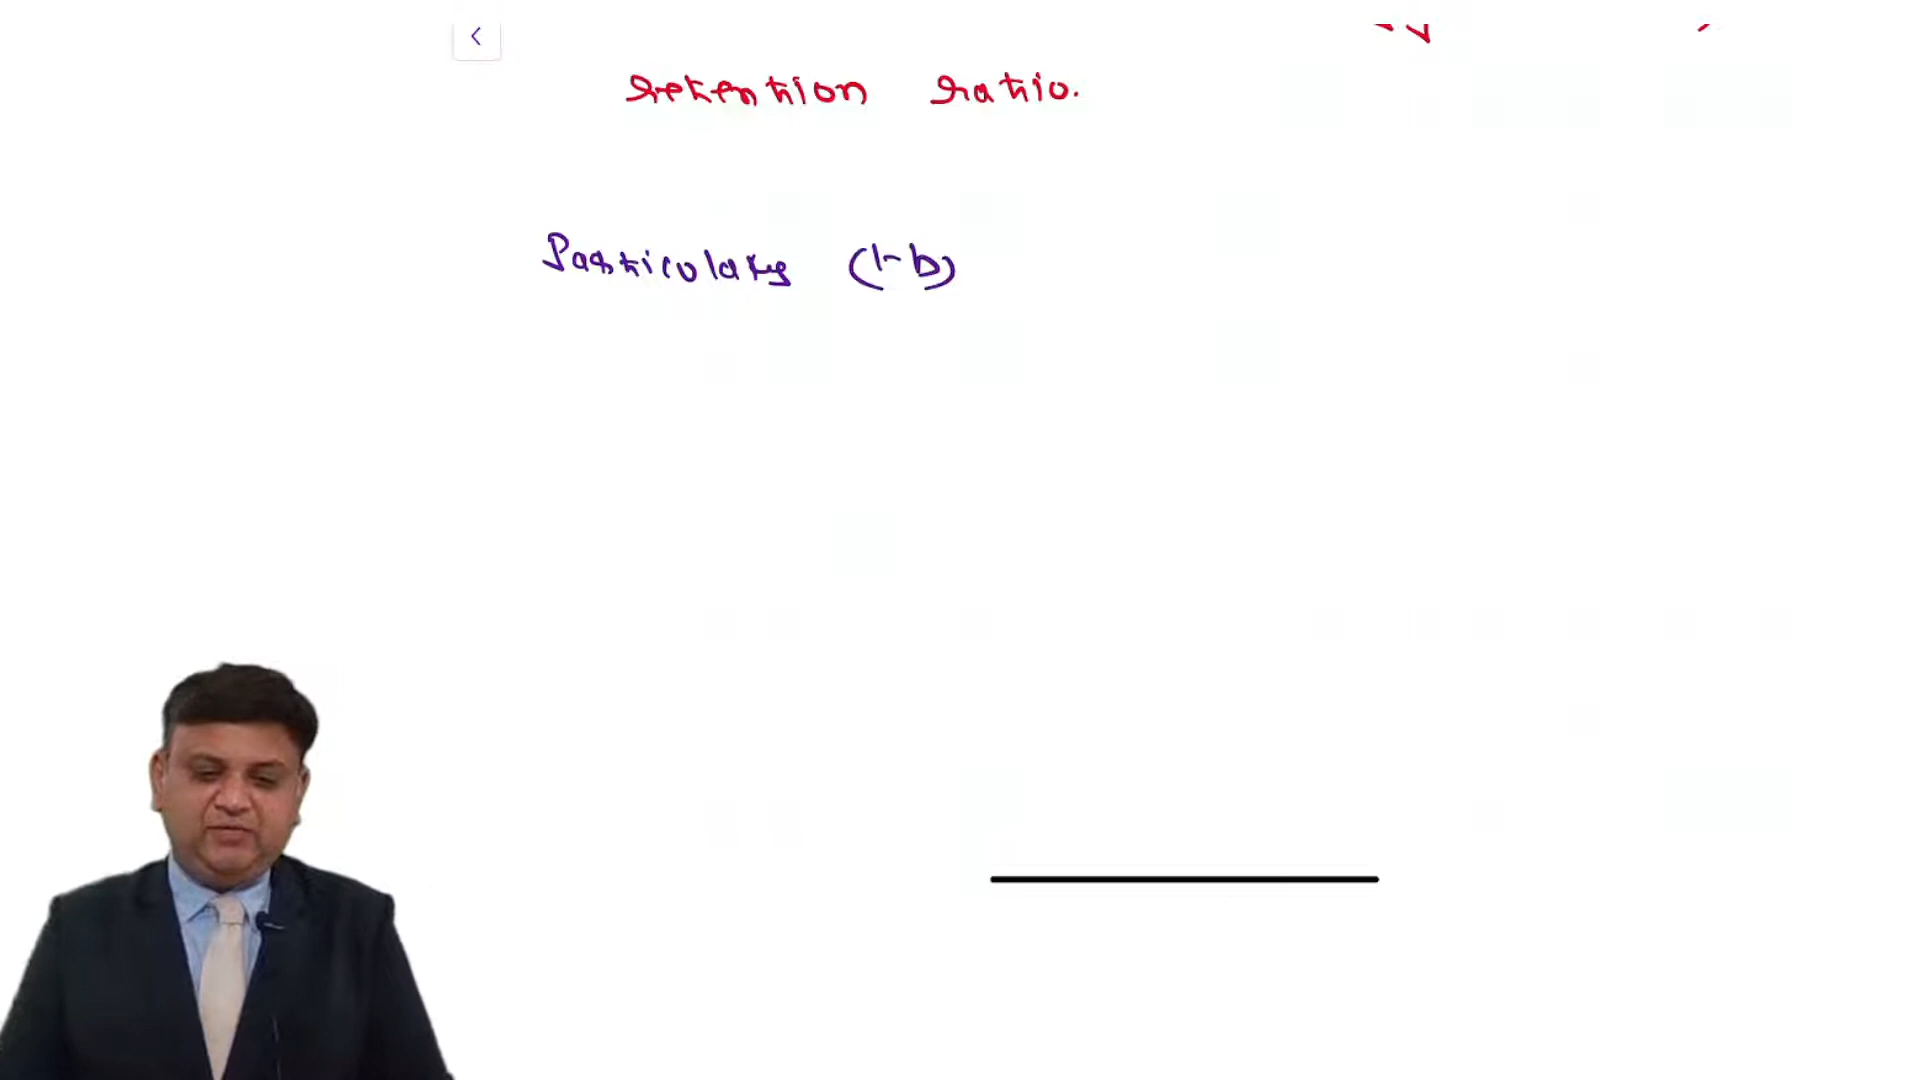 retention ratio.
Particulars (1-b)